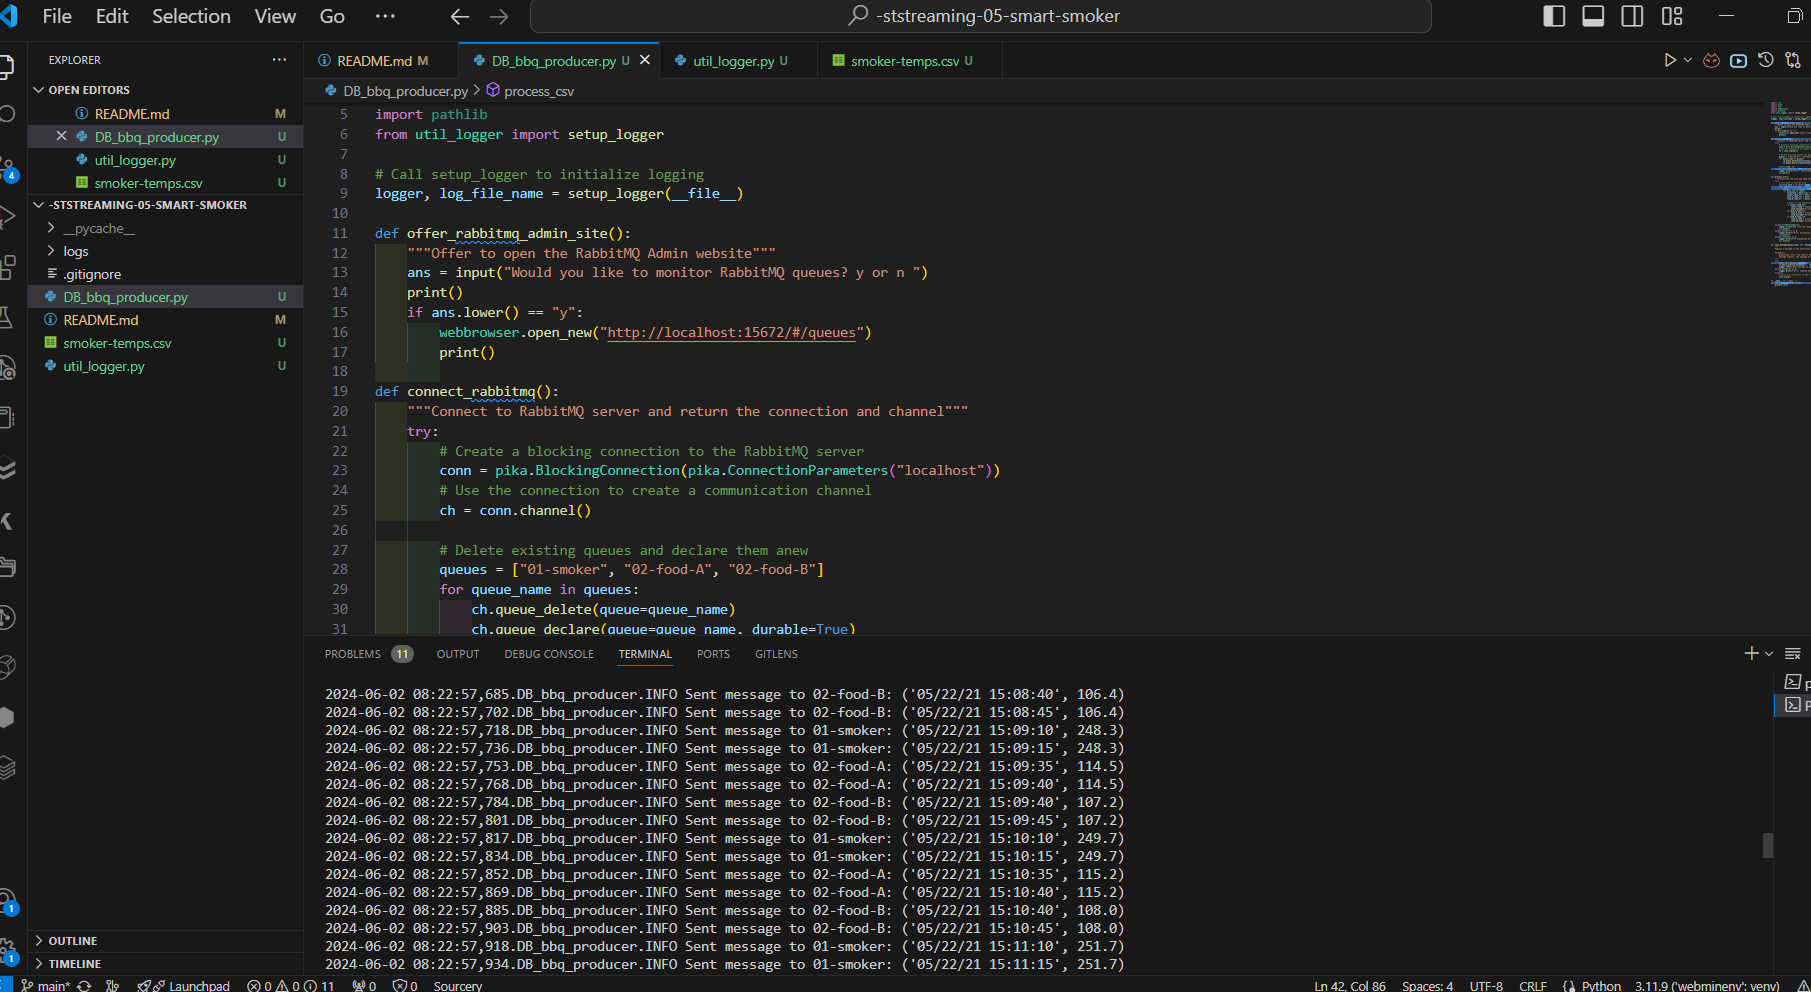 File Edit Selection View Go ··· -ststreaming-05-smart-smoker
EXPLORER ···
OPEN EDITORS
README.md M
DB_bbq_producer.py U
util_logger.py U
smoker-temps.csv U
-STSTREAMING-05-SMART-SMOKER
__pycache__
logs
.gitignore
DB_bbq_producer.py U
README.md M
smoker-temps.csv U
util_logger.py U
OUTLINE
TIMELINE
4
1
1
README.md M DB_bbq_producer.py U util_logger.py U smoker-temps.csv U
DB_bbq_producer.py > process_csv
5 import pathlib
6 from util_logger import setup_logger
7
8 # Call setup_logger to initialize logging
9 logger, log_file_name = setup_logger(__file__)
10
11 def offer_rabbitmq_admin_site():
12 """Offer to open the RabbitMQ Admin website"""
13 ans = input("Would you like to monitor RabbitMQ queues? y or n ")
14 print()
15 if ans.lower() == "y":
16 webbrowser.open_new("http://localhost:15672/#/queues")
17 print()
18
19 def connect_rabbitmq():
20 """Connect to RabbitMQ server and return the connection and channel"""
21 try:
22 # Create a blocking connection to the RabbitMQ server
23 conn = pika.BlockingConnection(pika.ConnectionParameters("localhost"))
24 # Use the connection to create a communication channel
25 ch = conn.channel()
26
27 # Delete existing queues and declare them anew
28 queues = ["01-smoker", "02-food-A", "02-food-B"]
29 for queue_name in queues:
30 ch.queue_delete(queue=queue_name)
31 ch.queue_declare(queue=queue_name, durable=True)
PROBLEMS 11 OUTPUT DEBUG CONSOLE TERMINAL PORTS GITLENS
2024-06-02 08:22:57,685.DB_bbq_producer.INFO Sent message to 02-food-B: ('05/22/21 15:08:40', 106.4)
2024-06-02 08:22:57,702.DB_bbq_producer.INFO Sent message to 02-food-B: ('05/22/21 15:08:45', 106.4)
2024-06-02 08:22:57,718.DB_bbq_producer.INFO Sent message to 01-smoker: ('05/22/21 15:09:10', 248.3)
2024-06-02 08:22:57,736.DB_bbq_producer.INFO Sent message to 01-smoker: ('05/22/21 15:09:15', 248.3)
2024-06-02 08:22:57,753.DB_bbq_producer.INFO Sent message to 02-food-A: ('05/22/21 15:09:35', 114.5)
2024-06-02 08:22:57,768.DB_bbq_producer.INFO Sent message to 02-food-A: ('05/22/21 15:09:40', 114.5)
2024-06-02 08:22:57,784.DB_bbq_producer.INFO Sent message to 02-food-B: ('05/22/21 15:09:40', 107.2)
2024-06-02 08:22:57,801.DB_bbq_producer.INFO Sent message to 02-food-B: ('05/22/21 15:09:45', 107.2)
2024-06-02 08:22:57,817.DB_bbq_producer.INFO Sent message to 01-smoker: ('05/22/21 15:10:10', 249.7)
2024-06-02 08:22:57,834.DB_bbq_producer.INFO Sent message to 01-smoker: ('05/22/21 15:10:15', 249.7)
2024-06-02 08:22:57,852.DB_bbq_producer.INFO Sent message to 02-food-A: ('05/22/21 15:10:35', 115.2)
2024-06-02 08:22:57,869.DB_bbq_producer.INFO Sent message to 02-food-A: ('05/22/21 15:10:40', 115.2)
2024-06-02 08:22:57,885.DB_bbq_producer.INFO Sent message to 02-food-B: ('05/22/21 15:10:40', 108.0)
2024-06-02 08:22:57,903.DB_bbq_producer.INFO Sent message to 02-food-B: ('05/22/21 15:10:45', 108.0)
2024-06-02 08:22:57,918.DB_bbq_producer.INFO Sent message to 01-smoker: ('05/22/21 15:11:10', 251.7)
2024-06-02 08:22:57,934.DB_bbq_producer.INFO Sent message to 01-smoker: ('05/22/21 15:11:15', 251.7)
main* Launchpad 0 0 11 0 0 Sourcery Ln 42, Col 86 Spaces: 4 UTF-8 CRLF Python 3.11.9 ('webminenv': venv)